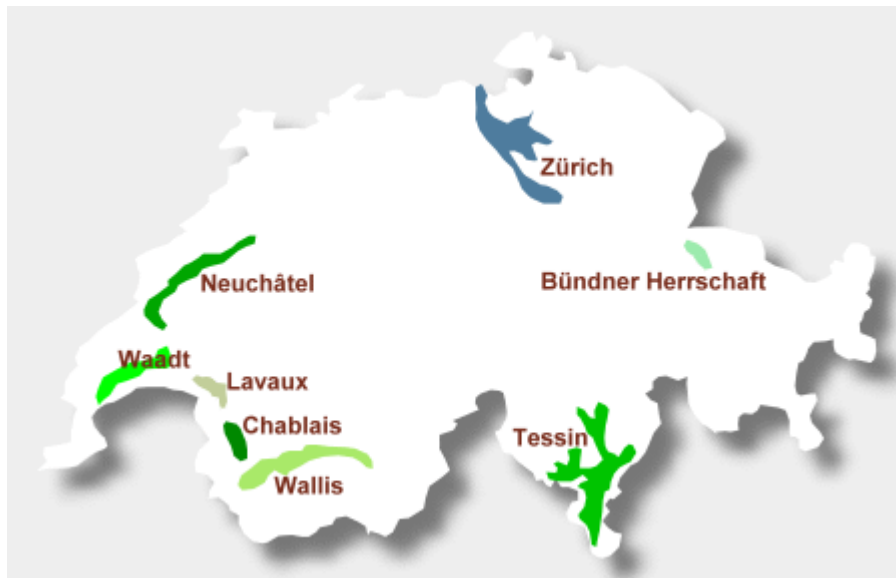 Zürich
Neuchâtel
Bündner Herrschaft
Waadt
Lavaux
Chablais
Tessin
Wallis